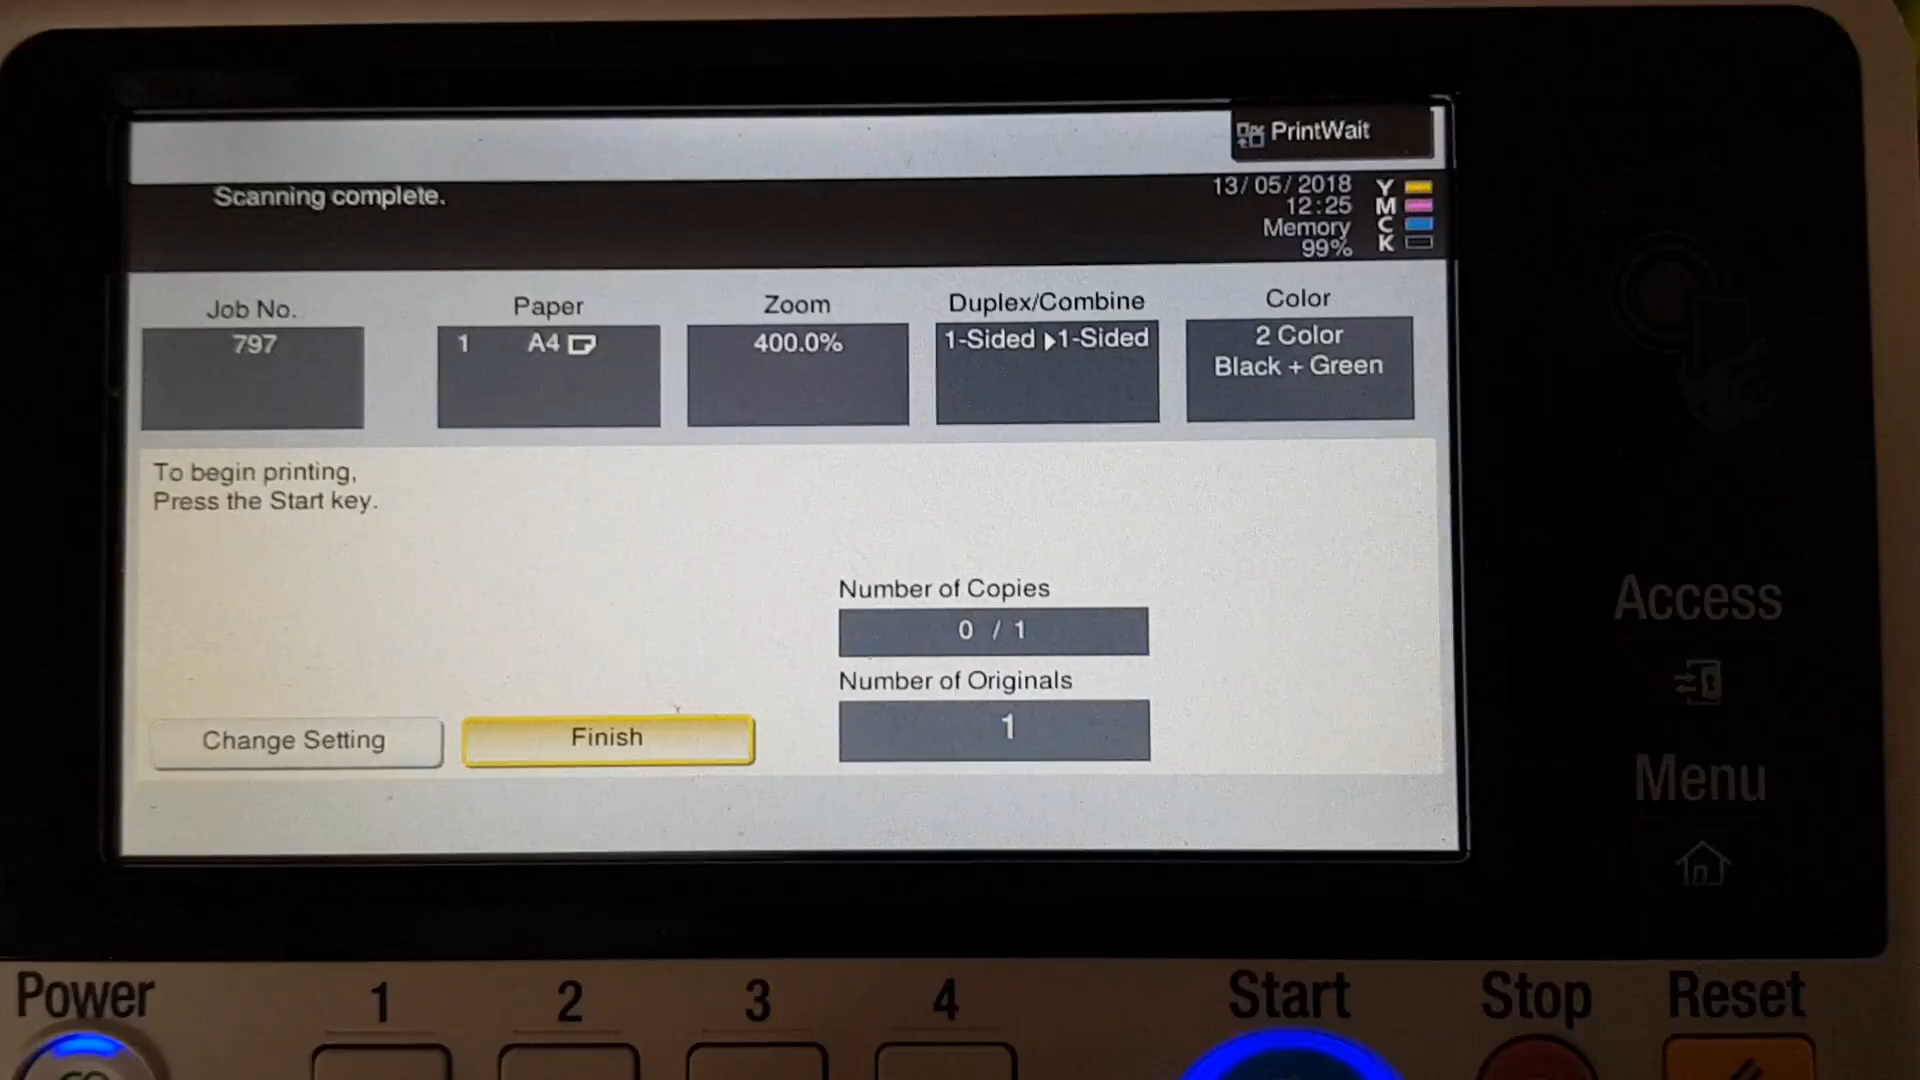 PrintWait
Scanning complete.
13/05/2018
12:25
Memory
99%
Y
M
C
K
Job No.
797
Paper
1 A4
Zoom
400.0%
Duplex/Combine
1-Sided ▶1-Sided
Color
2 Color
Black + Green
To begin printing,
Press the Start key.
Number of Copies
0 / 1
Number of Originals
1
Change Setting
Finish
Access
Menu
Power
1
2
3
4
Start
Stop
Reset